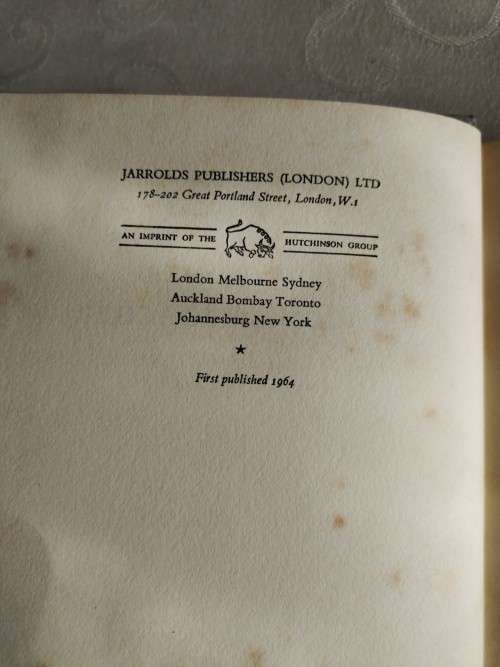 JARROLDS PUBLISHERS (LONDON) LTD
178–202 Great Portland Street, London, W.1
AN IMPRINT OF THE HUTCHINSON GROUP
London Melbourne Sydney
Auckland Bombay Toronto
Johannesburg New York
★
First published 1964